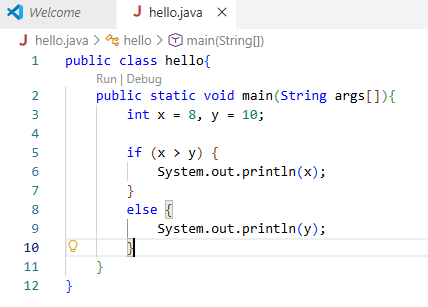 Welcome hello.java ×
hello.java > hello > main(String[])
1 public class hello{
Run | Debug
2 public static void main(String args[]){
3 int x = 8, y = 10;
4
5 if (x > y) {
6 System.out.println(x);
7 }
8 else {
9 System.out.println(y);
10 }
11 }
12 }